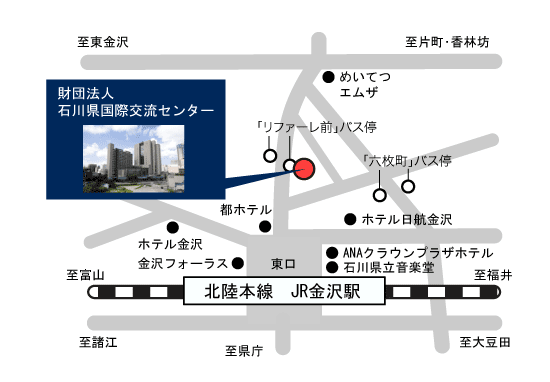 至東金沢
至片町・香林坊
めいてつ
エムザ
財団法人
石川県国際交流センター
「リファーレ前」バス停
「六枚町」バス停
都ホテル
ホテル日航金沢
ホテル金沢
金沢フォーラス
東口
ANAクラウンプラザホテル
石川県立音楽堂
至富山
至福井
北陸本線 JR金沢駅
至諸江
至県庁
至大豆田